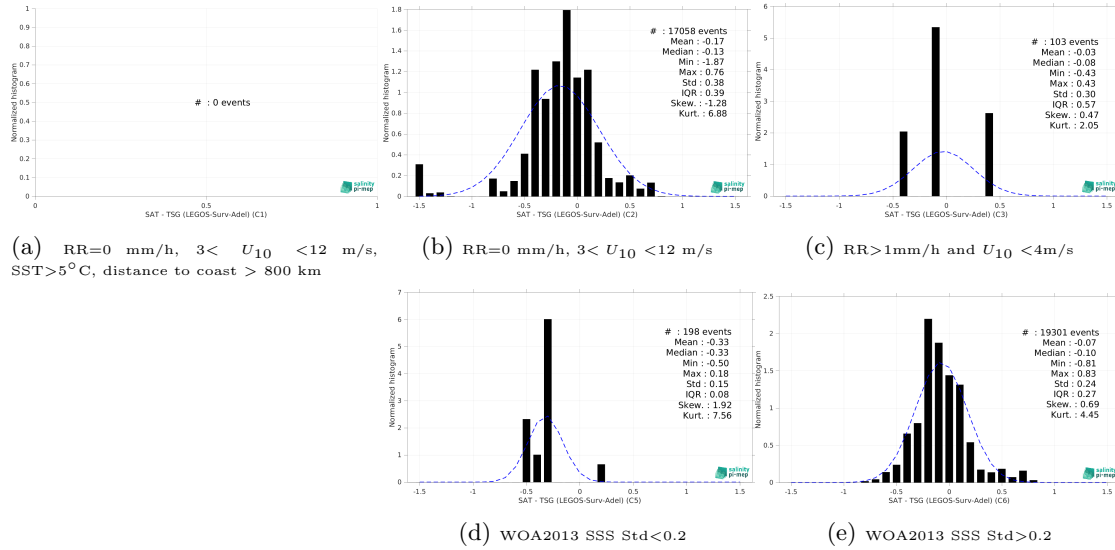 Normalized histogram
1
0.9
0.8
0.7
0.6
0.5
0.4
0.3
0.2
0.1
0
0 0.5 1
# : 0 events
salinity
pi-mep
SAT - TSG (LEGOS-Surv-Adel) (C1)
(a) RR=0 mm/h, 3< U10 <12 m/s,
SST>5°C, distance to coast > 800 km
Normalized histogram
1.8
1.6
1.4
1.2
1
0.8
0.6
0.4
0.2
0
-1.5 -1 -0.5 0 0.5 1 1.5
# : 17058 events
Mean : -0.17
Median : -0.13
Min : -1.87
Max : 0.76
Std : 0.38
IQR : 0.39
Skew. : -1.28
Kurt. : 6.88
salinity
pi-mep
SAT - TSG (LEGOS-Surv-Adel) (C2)
(b) RR=0 mm/h, 3< U10 <12 m/s
Normalized histogram
6
5
4
3
2
1
0
-1.5 -1 -0.5 0 0.5 1 1.5
# : 103 events
Mean : -0.03
Median : -0.08
Min : -0.43
Max : 0.43
Std : 0.30
IQR : 0.57
Skew. : 0.47
Kurt. : 2.05
salinity
pi-mep
SAT - TSG (LEGOS-Surv-Adel) (C3)
(c) RR>1mm/h and U10 <4m/s
Normalized histogram
7
6
5
4
3
2
1
0
-1.5 -1 -0.5 0 0.5 1 1.5
# : 198 events
Mean : -0.33
Median : -0.33
Min : -0.50
Max : 0.18
Std : 0.15
IQR : 0.08
Skew. : 1.92
Kurt. : 7.56
salinity
pi-mep
SAT - TSG (LEGOS-Surv-Adel) (C5)
(d) WOA2013 SSS Std<0.2
Normalized histogram
2.5
2
1.5
1
0.5
0
-1.5 -1 -0.5 0 0.5 1 1.5
# : 19301 events
Mean : -0.07
Median : -0.10
Min : -0.81
Max : 0.83
Std : 0.24
IQR : 0.27
Skew. : 0.69
Kurt. : 4.45
salinity
pi-mep
SAT - TSG (LEGOS-Surv-Adel) (C6)
(e) WOA2013 SSS Std>0.2